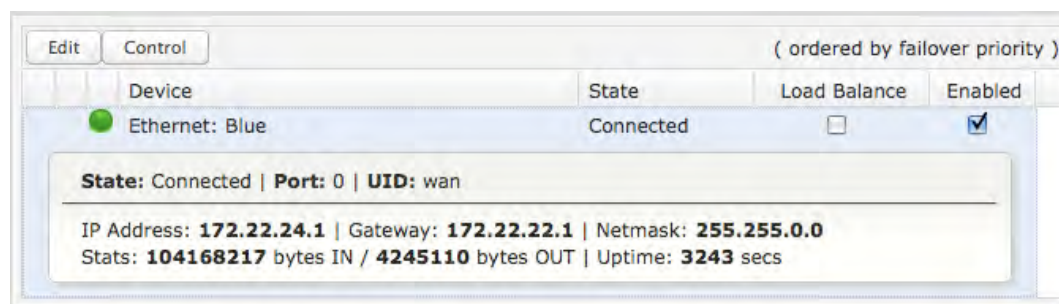 Edit Control ( ordered by failover priority )
Device State Load Balance Enabled
Ethernet: Blue Connected
State: Connected | Port: 0 | UID: wan
IP Address: 172.22.24.1 | Gateway: 172.22.22.1 | Netmask: 255.255.0.0
Stats: 104168217 bytes IN / 4245110 bytes OUT | Uptime: 3243 secs